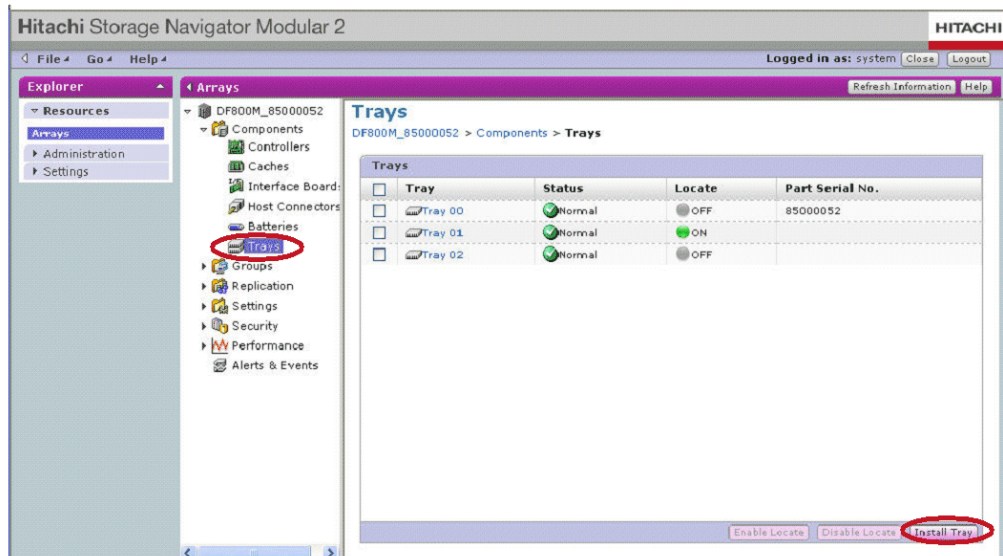 Hitachi Storage Navigator Modular 2
HITACHI
File Go Help Logged in as: system Close Logout
Explorer
Arrays Refresh Information Help
Resources
Arrays
Administration
Settings
DF800M_85000052
Components
Controllers
Caches
Interface Board
Host Connectors
Batteries
Trays
Groups
Replication
Settings
Security
Performance
Alerts & Events
Trays
DF800M_85000052 > Components > Trays
Trays
Tray Status Locate Part Serial No.
Tray 00 Normal OFF 85000052
Tray 01 Normal ON
Tray 02 Normal OFF
Enable Locate Disable Locate Install Tray